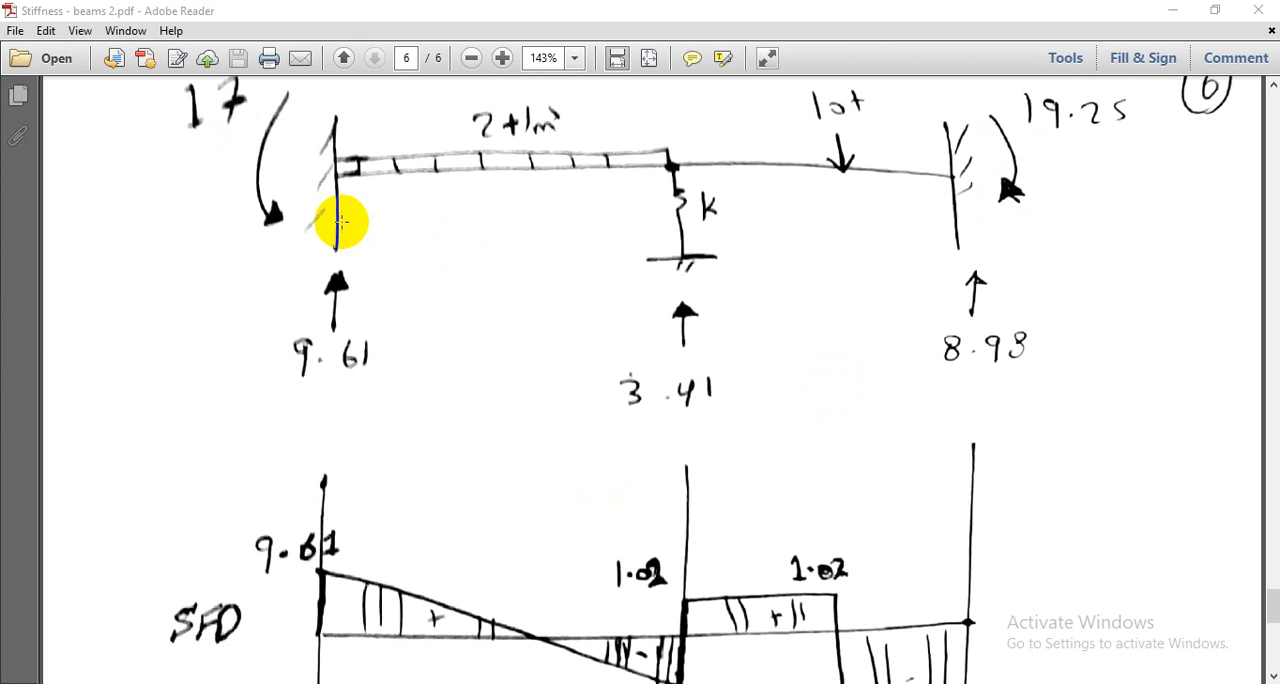 Stiffness - beams 2.pdf - Adobe Reader
File Edit View Window Help
Open 6 / 6 143% Tools Fill & Sign Comment
6
17 2 t/m' 10t 19.25
K
9.61 3.41 8.93
9.61 1.02 1.02
SFD + - + -
Activate Windows
Go to Settings to activate Windows.